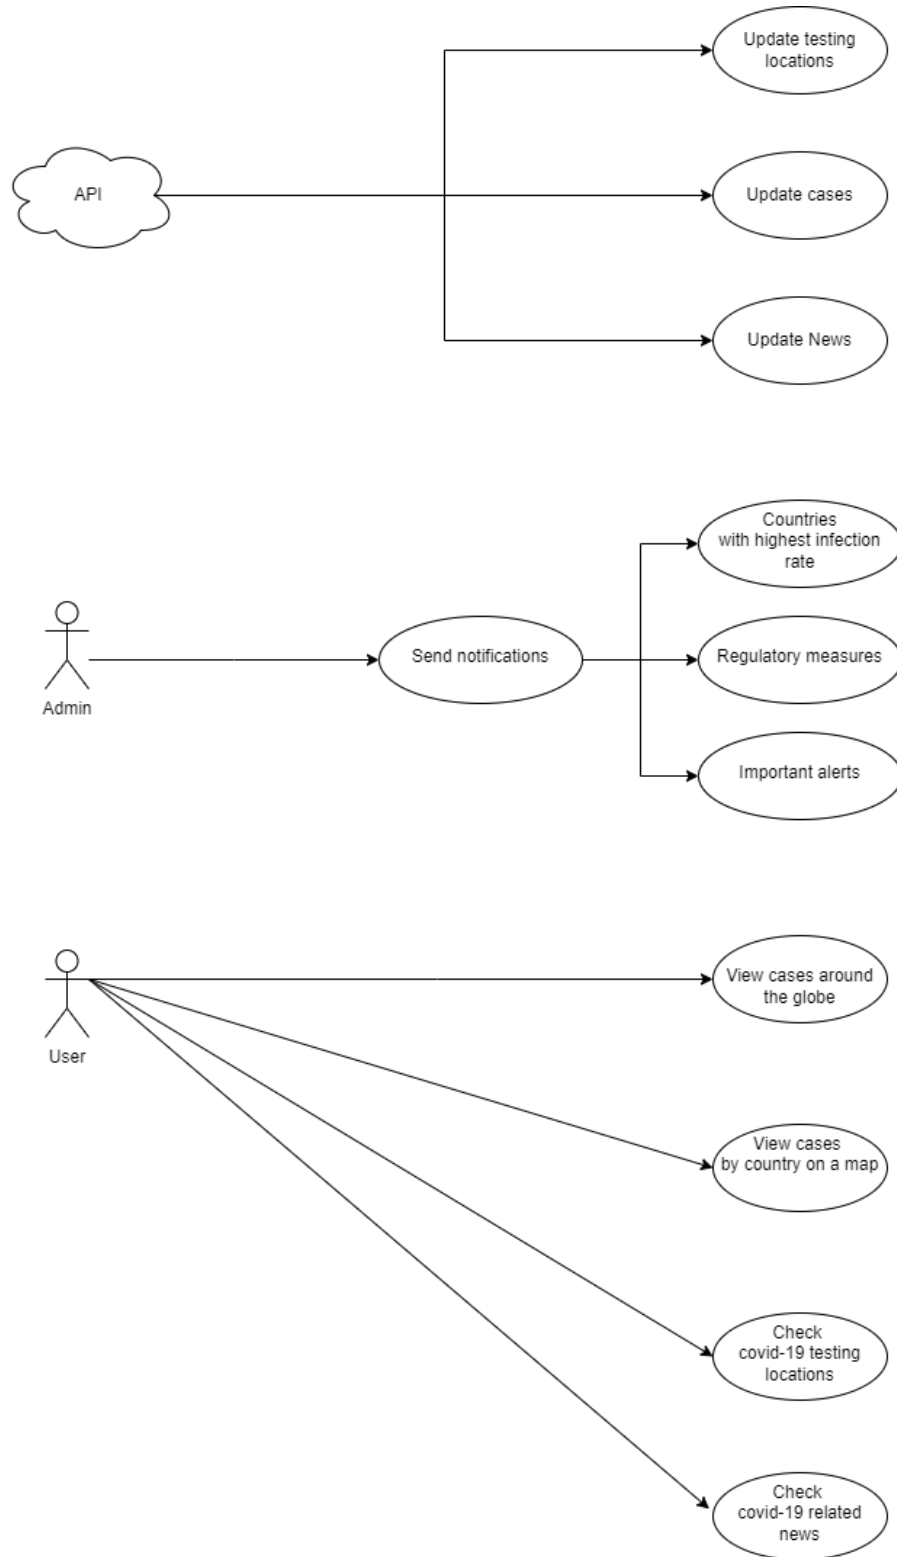 Update testing
locations
API
Update cases
Update News
Countries
with highest infection
rate
Admin
Send notifications
Regulatory measures
Important alerts
User
View cases around
the globe
View cases
by country on a map
Check
covid-19 testing
locations
Check
covid-19 related
news